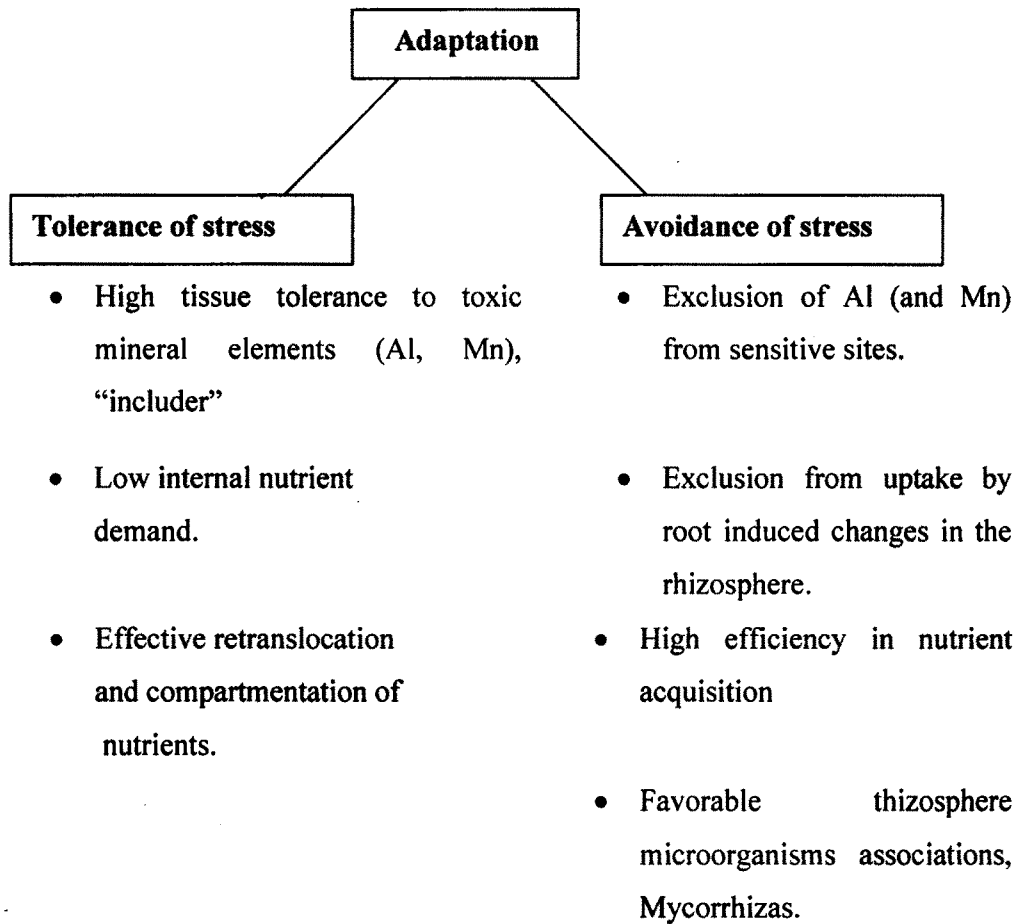 Adaptation
Tolerance of stress
• High tissue tolerance to toxic
mineral elements (Al, Mn),
“includer”
• Low internal nutrient
demand.
• Effective retranslocation
and compartmentation of
nutrients.
Avoidance of stress
• Exclusion of Al (and Mn)
from sensitive sites.
• Exclusion from uptake by
root induced changes in the
rhizosphere.
• High efficiency in nutrient
acquisition
• Favorable thizosphere
microorganisms associations,
Mycorrhizas.